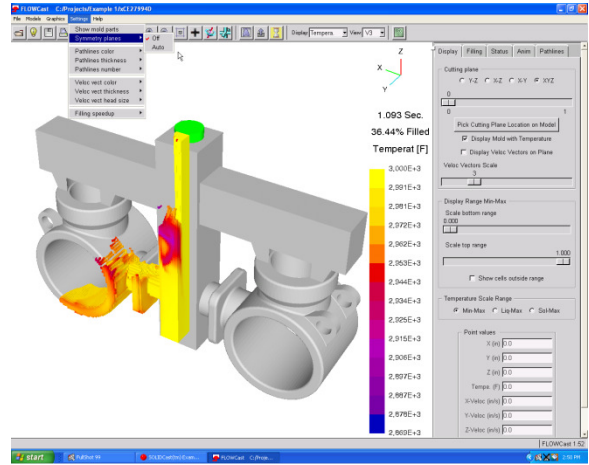 FLOWCast C:/Projects/Example 1/xCE27994D
File Models Graphics Settings Help
Show mold parts
Symmetry planes
Off
Auto
Pathlines color
Pathlines thickness
Pathlines number
Veloc vect color
Veloc vect thickness
Veloc vect head size
Filling speedup
Display Tempera
View V3
X
Y
Z
1.093 Sec.
36.44% Filled
Temperat [F]
3,000E+3
2,991E+3
2,981E+3
2,972E+3
2,962E+3
2,953E+3
2,944E+3
2,934E+3
2,925E+3
2,915E+3
2,906E+3
2,897E+3
2,887E+3
2,878E+3
2,869E+3
Display Filling Status Anim Pathlines
Cutting plane
Y-Z X-Z X-Y XYZ
0
0 1
Pick Cutting Plane Location on Model
Display Mold with Temperature
Display Veloc Vectors on Plane
Veloc Vectors Scale
3
Display Range Min-Max
Scale bottom range
0.000
Scale top range
1.000
Show cells outside range
Temperature Scale Range
Min-Max Liq-Max Sol-Max
Point values
X (in) 0.0
Y (in) 0.0
Z (in) 0.0
Tempe. (F) 0.0
X-Veloc (in/s) 0.0
Y-Veloc (in/s) 0.0
Z-Veloc (in/s) 0.0
FLOWCast 1.52
start
FullShot 99
SOLIDCast(tm) Exam...
FLOWCast C:/Proje...
2:50 PM